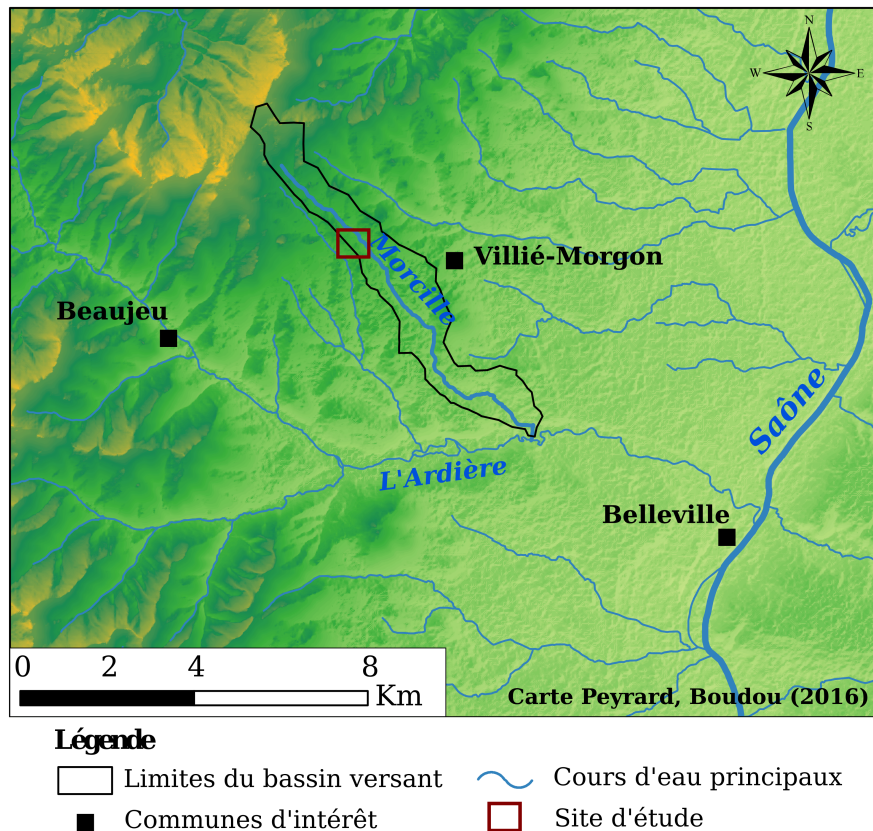 N
W E
S
Morcille
Villié-Morgon
Beaujeu
Saône
L'Ardière
Belleville
0 2 4 8
Km
Carte Peyrard, Boudou (2016)
Légende
Limites du bassin versant
Cours d'eau principaux
Communes d'intérêt
Site d'étude